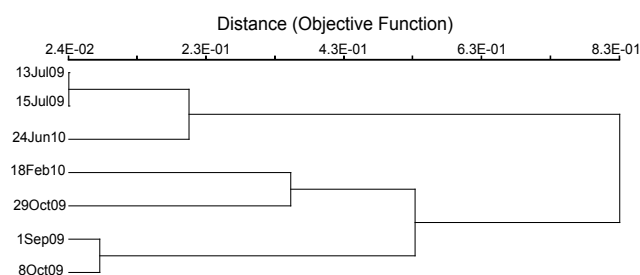 Distance (Objective Function)
2.4E-02 2.3E-01 4.3E-01 6.3E-01 8.3E-01
13Jul09
15Jul09
24Jun10
18Feb10
29Oct09
1Sep09
8Oct09